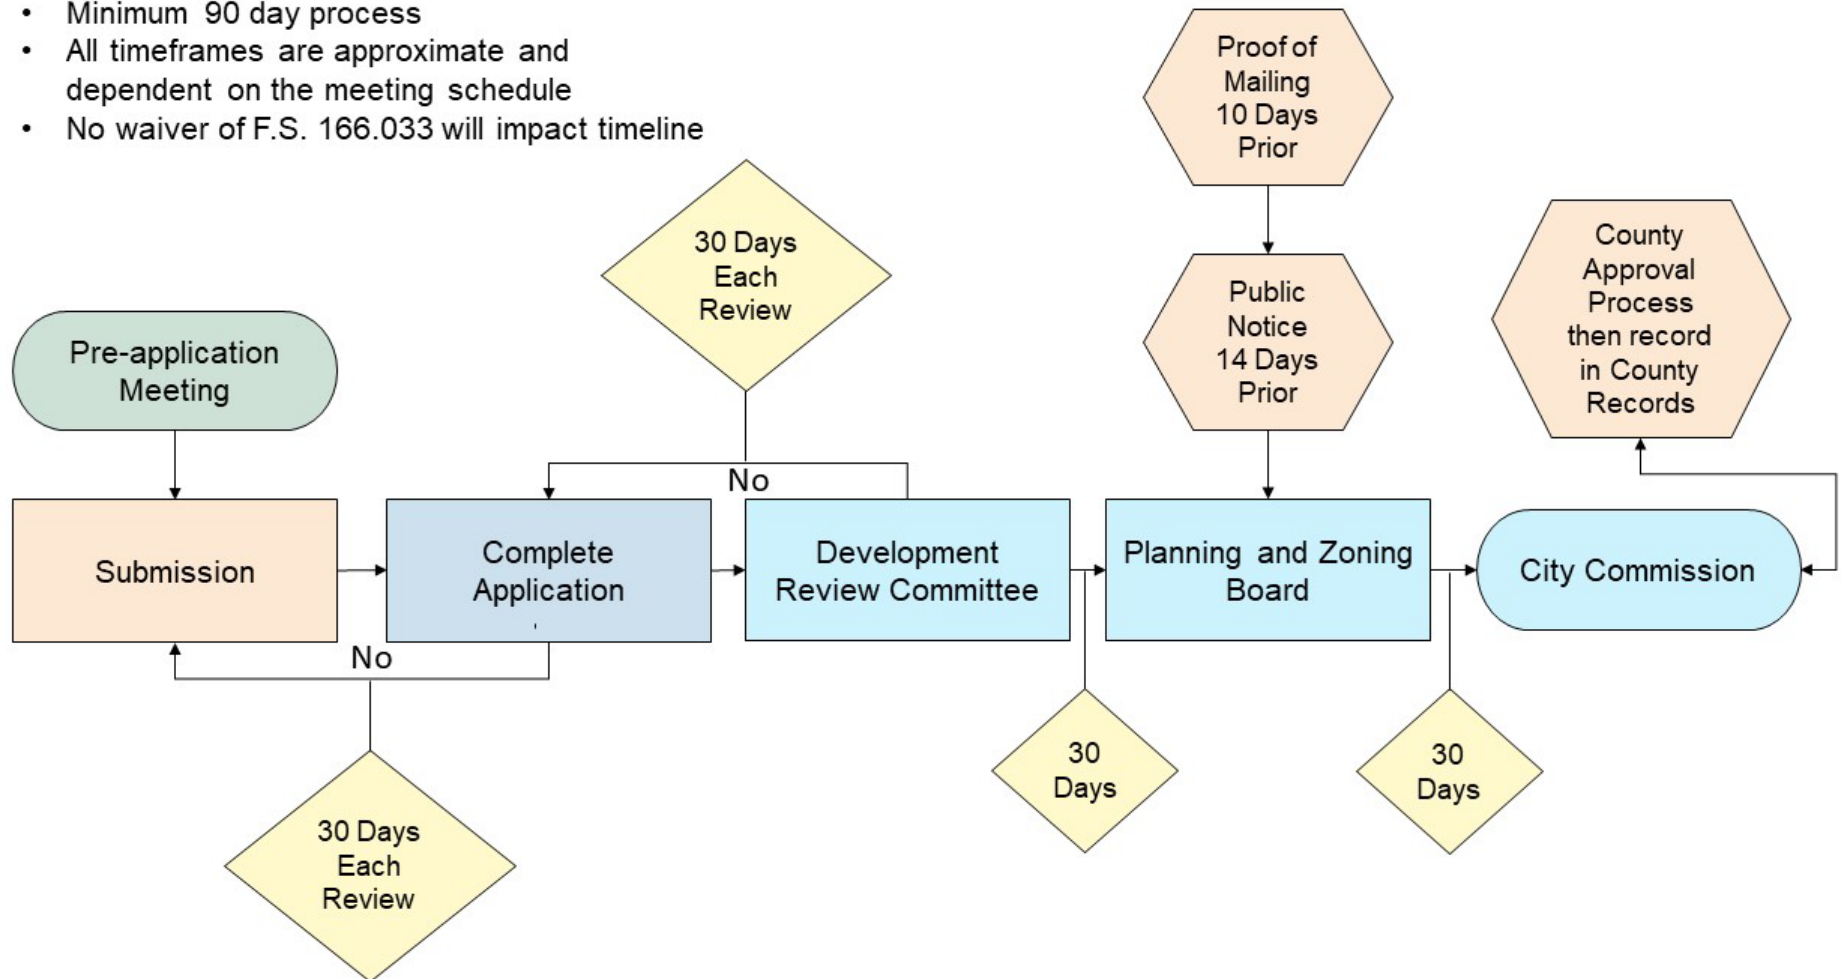 • Minimum 90 day process
• All timeframes are approximate and
dependent on the meeting schedule
• No waiver of F.S. 166.033 will impact timeline
Proof of
Mailing
10 Days
Prior
30 Days
Each
Review
Public
Notice
14 Days
Prior
County
Approval
Process
then record
in County
Records
Pre-application
Meeting
No
Submission
Complete
Application
Development
Review Committee
Planning and Zoning
Board
City Commission
No
30 Days
Each
Review
30
Days
30
Days